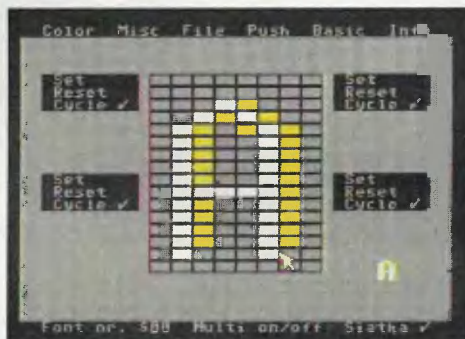 Color Misc File Push Basic Info
Set Set
Reset Reset
Cycle ✓ Cycle ✓
Set Set
Reset Reset
Cycle ✓ Cycle ✓
A
Font nr. 500 Multi on/off Siatka ✓